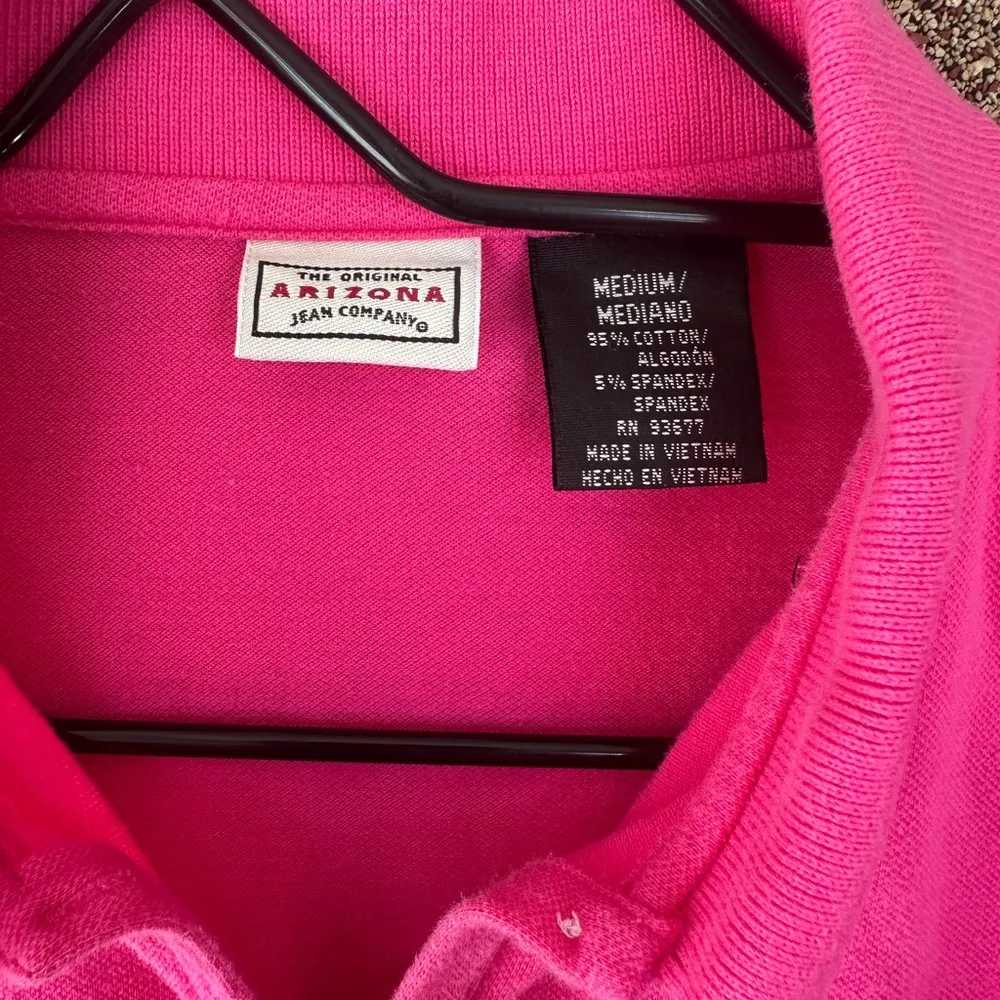 THE ORIGINAL
ARIZONA
JEAN COMPANY®
MEDIUM/
MEDIANO
95% COTTON/
ALGODÓN
5% SPANDEX/
SPANDEX
RN 93677
MADE IN VIETNAM
HECHO EN VIETNAM